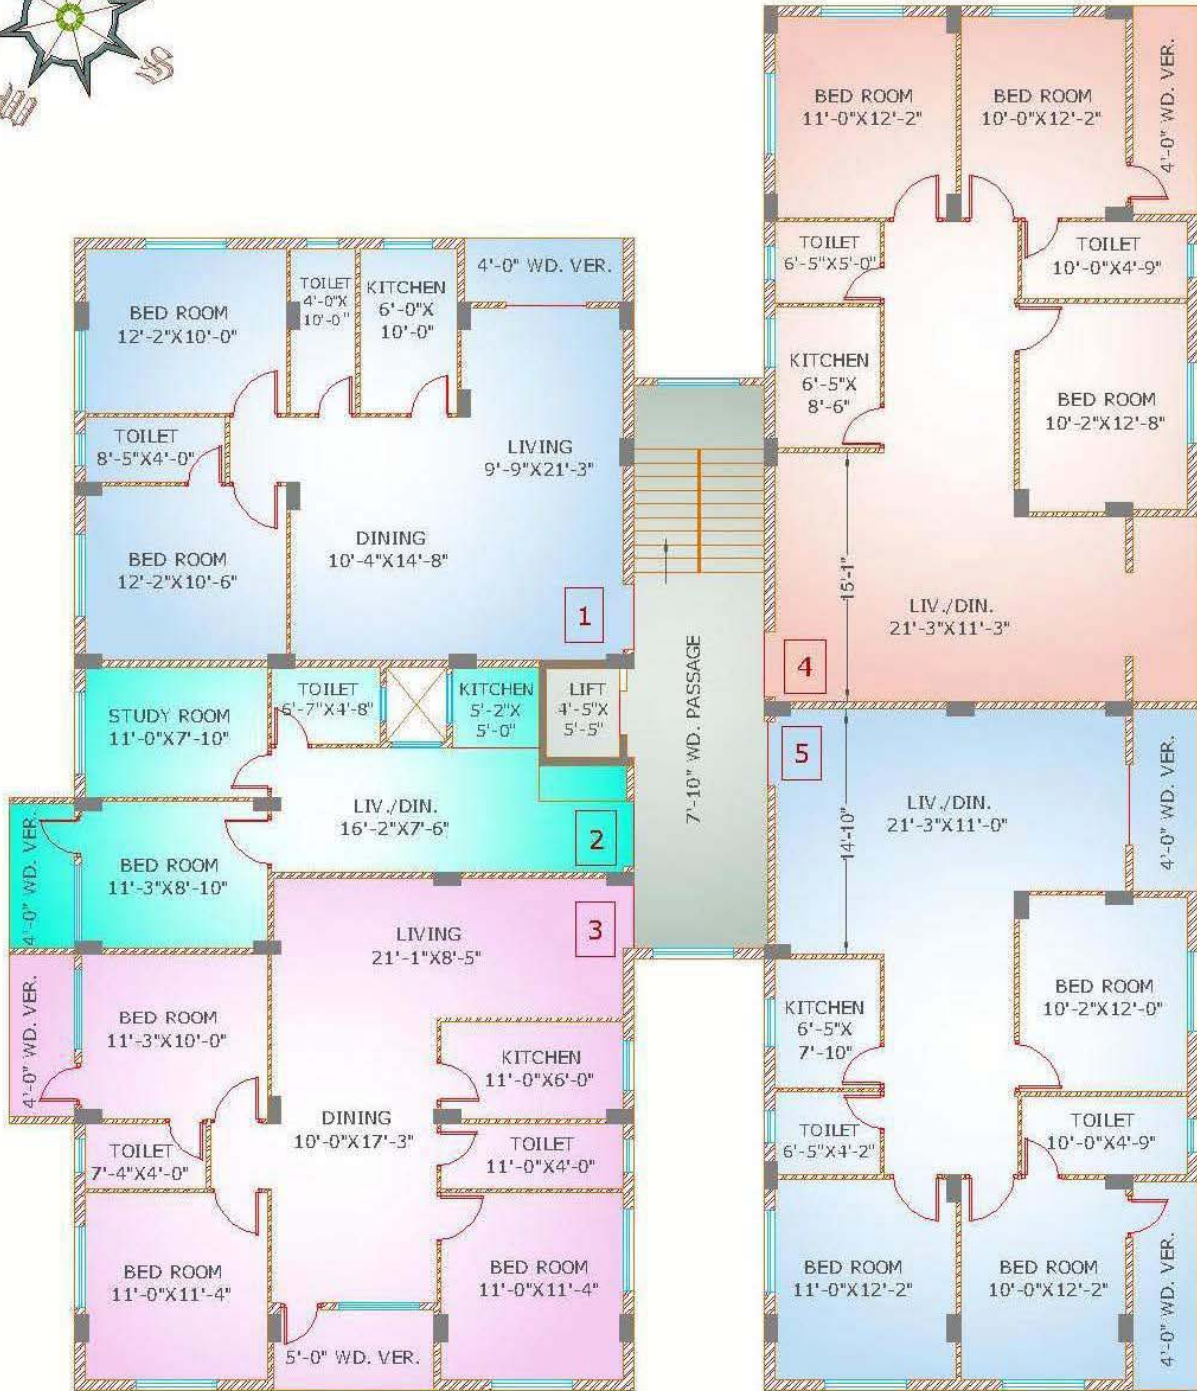 S
W
BED ROOM
11'-0"X12'-2"
BED ROOM
10'-0"X12'-2"
4'-0" WD. VER.
TOILET
6'-5"X5'-0"
TOILET
10'-0"X4'-9"
KITCHEN
6'-5"X
8'-6"
BED ROOM
10'-2"X12'-8"
15'-1"
LIV./DIN.
21'-3"X11'-3"
4
BED ROOM
12'-2"X10'-0"
TOILET
4'-0"X
10'-0"
KITCHEN
6'-0"X
10'-0"
4'-0" WD. VER.
TOILET
8'-5"X4'-0"
LIVING
9'-9"X21'-3"
BED ROOM
12'-2"X10'-6"
DINING
10'-4"X14'-8"
1
7'-10" WD. PASSAGE
STUDY ROOM
11'-0"X7'-10"
TOILET
6'-7"X4'-8"
KITCHEN
5'-2"X
5'-0"
LIFT
4'-5"X
5'-5"
LIV./DIN.
16'-2"X7'-6"
2
4'-0" WD. VER.
BED ROOM
11'-3"X8'-10"
5
LIV./DIN.
21'-3"X11'-0"
14'-10"
4'-0" WD. VER.
LIVING
21'-1"X8'-5"
3
4'-0" WD. VER.
BED ROOM
11'-3"X10'-0"
KITCHEN
11'-0"X6'-0"
DINING
10'-0"X17'-3"
TOILET
7'-4"X4'-0"
TOILET
11'-0"X4'-0"
BED ROOM
11'-0"X11'-4"
BED ROOM
11'-0"X11'-4"
5'-0" WD. VER.
KITCHEN
6'-5"X
7'-10"
BED ROOM
10'-2"X12'-0"
TOILET
6'-5"X4'-2"
TOILET
10'-0"X4'-9"
BED ROOM
11'-0"X12'-2"
BED ROOM
10'-0"X12'-2"
4'-0" WD. VER.